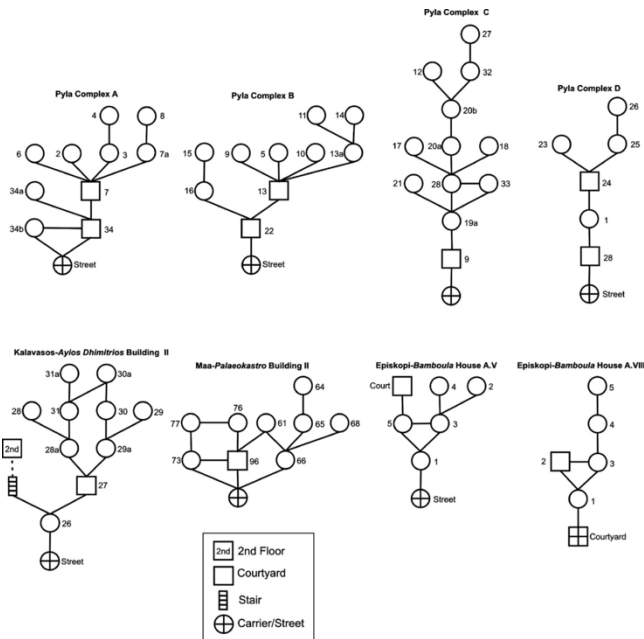 Pyla Complex A
4
8
6
2
3
7a
7
34a
34b
34
Street
Pyla Complex B
11
14
15
9
5
10
13a
16
13
22
Street
Pyla Complex C
27
12
32
20b
17
20a
18
21
28
33
19a
9
Pyla Complex D
26
23
25
24
1
28
Street
Kalavasos-Ayios Dhimitrios Building II
31a
30a
28
31
30
29
2nd
28a
29a
27
26
Street
Maa-Palaeokastro Building II
64
77
76
61
65
68
73
96
66
Episkopi-Bamboula House A.V
Court
4
2
5
3
1
Street
Episkopi-Bamboula House A.VIII
5
4
2
3
1
Courtyard
2nd 2nd Floor
Courtyard
Stair
Carrier/Street